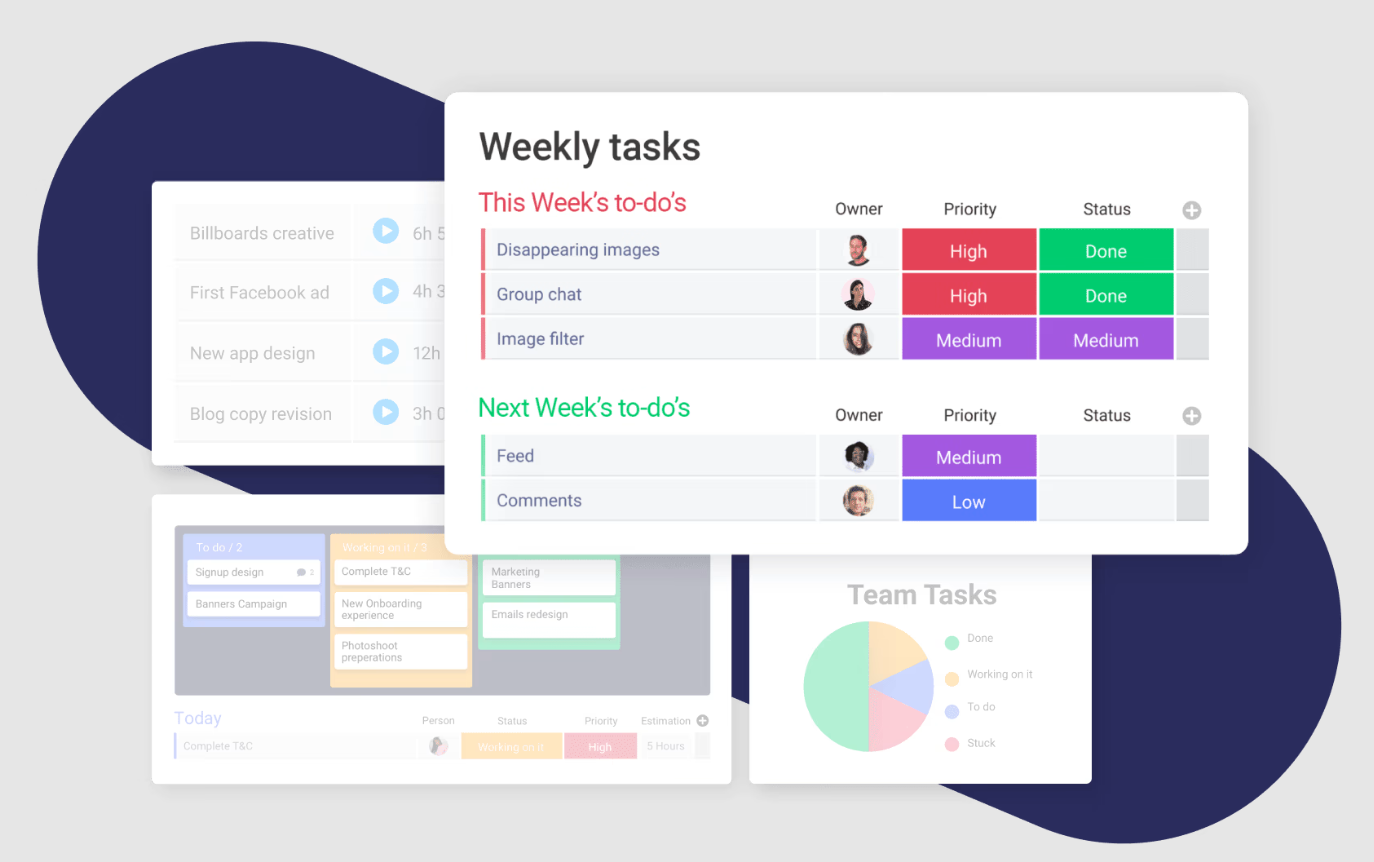 Weekly tasks
This Week's to-do's Owner Priority Status
Disappearing images High Done
Group chat High Done
Image filter Medium Medium
Next Week's to-do's Owner Priority Status
Feed Medium
Comments Low
Billboards creative 6h 5
First Facebook ad 4h 3
New app design 12h
Blog copy revision 3h 0
To do / 2
Signup design
Banners Campaign
Working on it / 3
Complete T&C
New Onboarding
experience
Photoshoot
preperations
Marketing
Banners
Emails redesign
Today Person Status Priority Estimation
Complete T&C Working on it High 5 Hours
Team Tasks
Done
Working on it
To do
Stuck